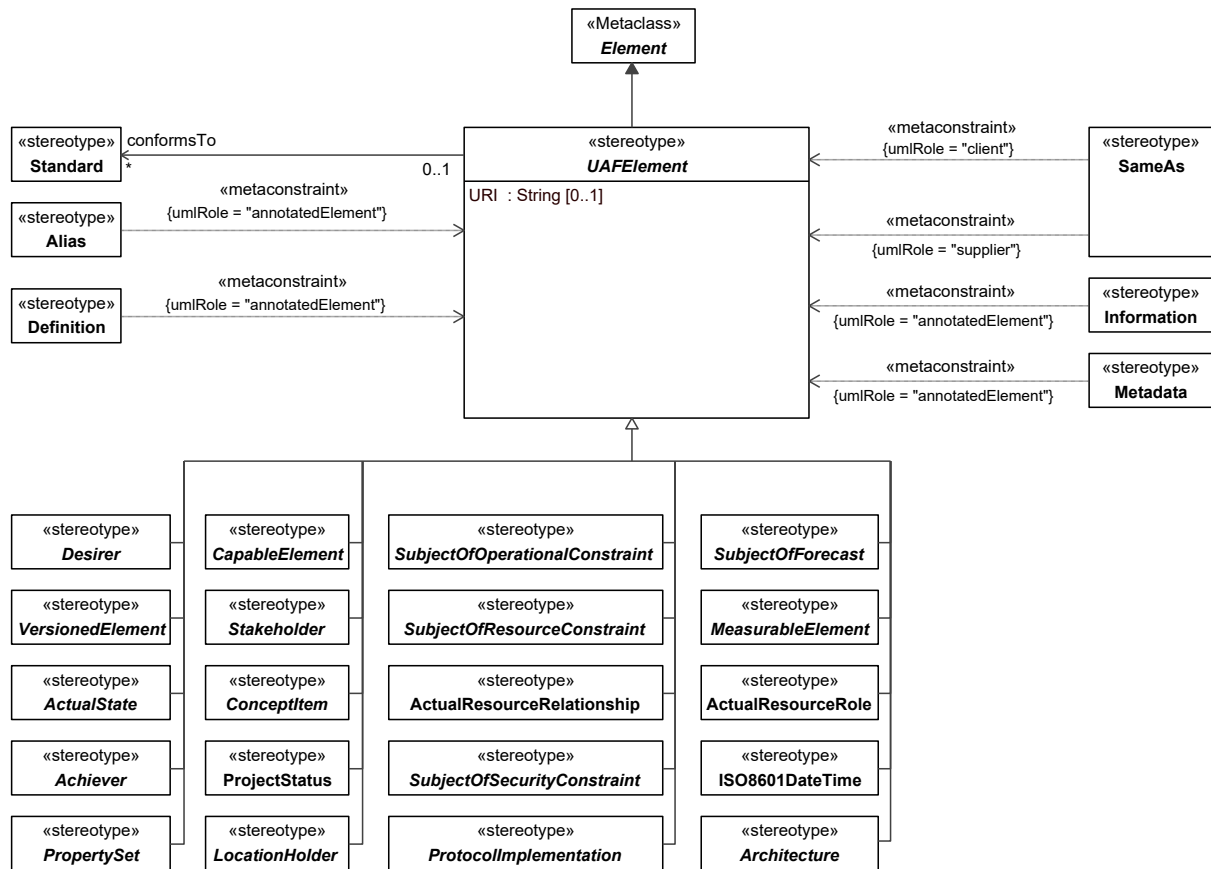 «Metaclass»
Element
«stereotype»
Standard
conformsTo
*
0..1
«stereotype»
UAFElement
URI : String [0..1]
«metaconstraint»
{umlRole = "client"}
«stereotype»
SameAs
«metaconstraint»
{umlRole = "supplier"}
«stereotype»
Alias
«metaconstraint»
{umlRole = "annotatedElement"}
«stereotype»
Definition
«metaconstraint»
{umlRole = "annotatedElement"}
«metaconstraint»
{umlRole = "annotatedElement"}
«stereotype»
Information
«metaconstraint»
{umlRole = "annotatedElement"}
«stereotype»
Metadata
«stereotype»
Desirer
«stereotype»
CapableElement
«stereotype»
SubjectOfOperationalConstraint
«stereotype»
SubjectOfForecast
«stereotype»
VersionedElement
«stereotype»
Stakeholder
«stereotype»
SubjectOfResourceConstraint
«stereotype»
MeasurableElement
«stereotype»
ActualState
«stereotype»
ConceptItem
«stereotype»
ActualResourceRelationship
«stereotype»
ActualResourceRole
«stereotype»
Achiever
«stereotype»
ProjectStatus
«stereotype»
SubjectOfSecurityConstraint
«stereotype»
ISO8601DateTime
«stereotype»
PropertySet
«stereotype»
LocationHolder
«stereotype»
ProtocolImplementation
«stereotype»
Architecture